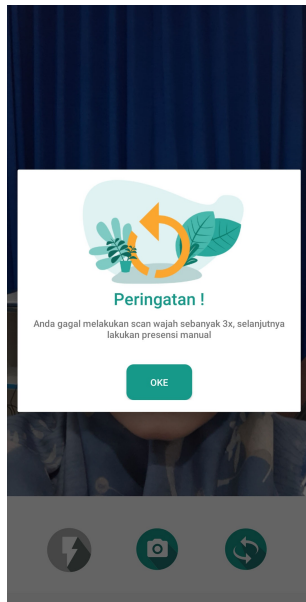 Peringatan !
Anda gagal melakukan scan wajah sebanyak 3x, selanjutnya
lakukan presensi manual
OKE